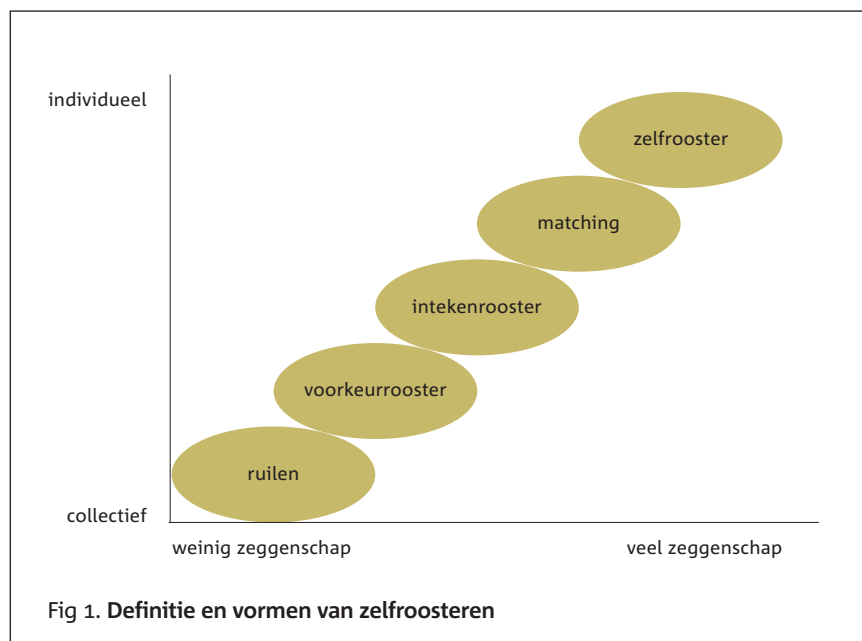 individueel
zelfrooster
matching
intekenrooster
voorkeurrooster
ruilen
collectief
weinig zeggenschap veel zeggenschap
Fig 1. Definitie en vormen van zelfroosteren